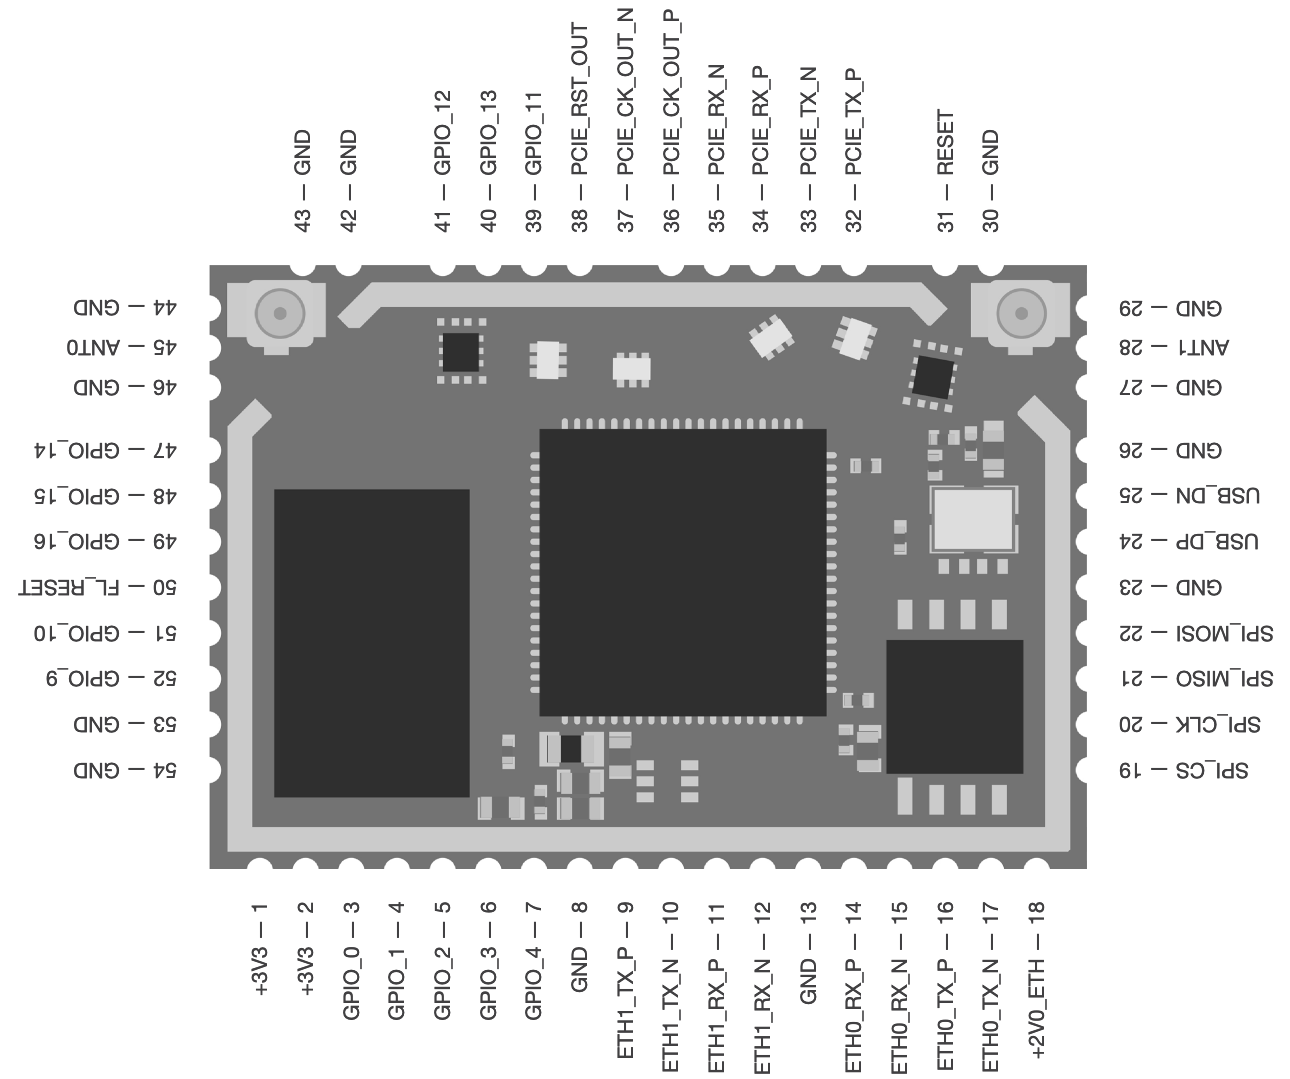 43 — GND
42 — GND
41 — GPIO_12
40 — GPIO_13
39 — GPIO_11
38 — PCIE_RST_OUT
37 — PCIE_CK_OUT_N
36 — PCIE_CK_OUT_P
35 — PCIE_RX_N
34 — PCIE_RX_P
33 — PCIE_TX_N
32 — PCIE_TX_P
31 — RESET
30 — GND
44 — GND
45 — ANT0
46 — GND
47 — GPIO_14
48 — GPIO_15
49 — GPIO_16
50 — FL_RESET
51 — GPIO_10
52 — GPIO_9
53 — GND
54 — GND
GND — 29
ANT1 — 28
GND — 27
GND — 26
USB_DN — 25
USB_DP — 24
GND — 23
SPI_MOSI — 22
SPI_MISO — 21
SPI_CLK — 20
SPI_CS — 19
+3V3 — 1
+3V3 — 2
GPIO_0 — 3
GPIO_1 — 4
GPIO_2 — 5
GPIO_3 — 6
GPIO_4 — 7
GND — 8
ETH1_TX_P — 9
ETH1_TX_N — 10
ETH1_RX_P — 11
ETH1_RX_N — 12
GND — 13
ETH0_RX_P — 14
ETH0_RX_N — 15
ETH0_TX_P — 16
ETH0_TX_N — 17
+2V0_ETH — 18